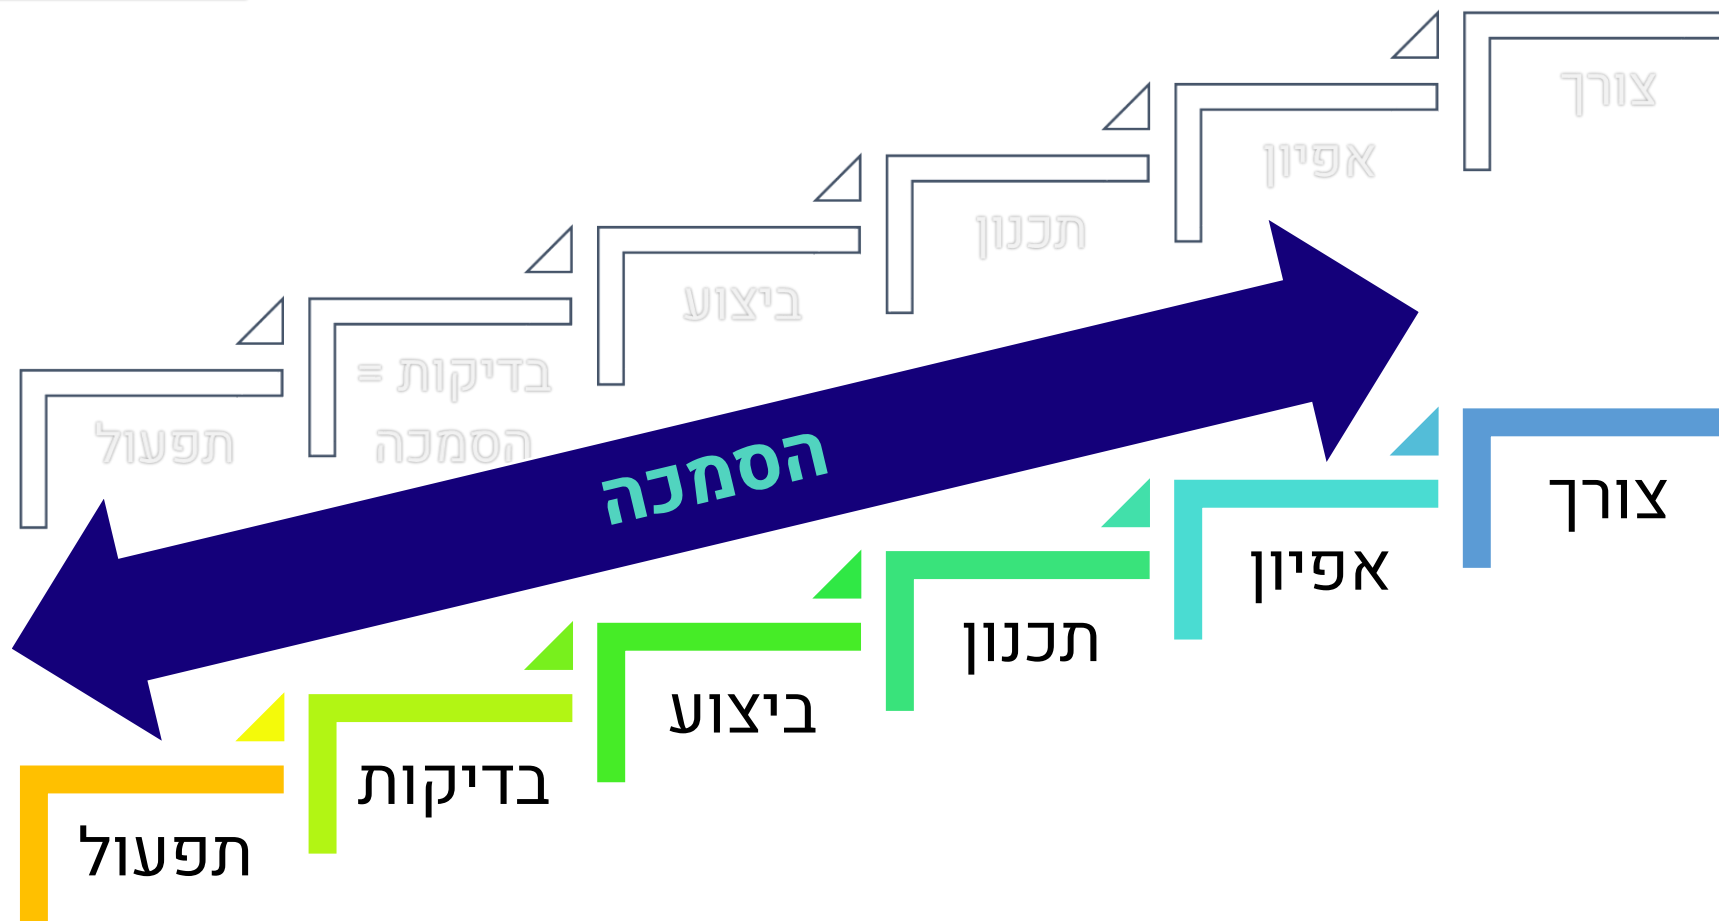 צורך
אפיון
תכנון
ביצוע
בדיקות =
הסמכה
תפעול
הסמכה
צורך
אפיון
תכנון
ביצוע
בדיקות
תפעול